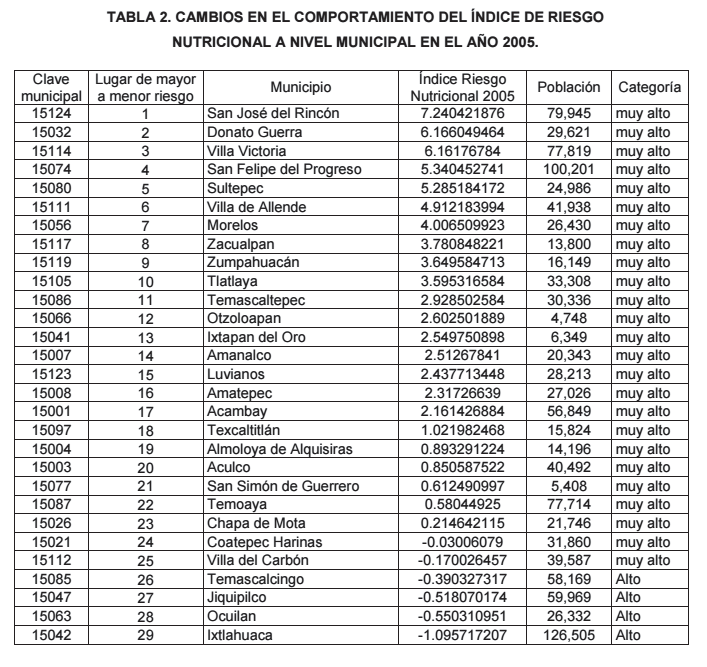 TABLA 2. CAMBIOS EN EL COMPORTAMIENTO DEL ÍNDICE DE RIESGO
NUTRICIONAL A NIVEL MUNICIPAL EN EL AÑO 2005.
Clave municipal Lugar de mayor a menor riesgo Municipio Índice Riesgo Nutricional 2005 Población Categoría
15124 1 San José del Rincón 7.240421876 79,945 muy alto
15032 2 Donato Guerra 6.166049464 29,621 muy alto
15114 3 Villa Victoria 6.16176784 77,819 muy alto
15074 4 San Felipe del Progreso 5.340452741 100,201 muy alto
15080 5 Sultepec 5.285184172 24,986 muy alto
15111 6 Villa de Allende 4.912183994 41,938 muy alto
15056 7 Morelos 4.006509923 26,430 muy alto
15117 8 Zacualpan 3.780848221 13,800 muy alto
15119 9 Zumpahuacán 3.649584713 16,149 muy alto
15105 10 Tlatlaya 3.595316584 33,308 muy alto
15086 11 Temascaltepec 2.928502584 30,336 muy alto
15066 12 Otzoloapan 2.602501889 4,748 muy alto
15041 13 Ixtapan del Oro 2.549750898 6,349 muy alto
15007 14 Amanalco 2.51267841 20,343 muy alto
15123 15 Luvianos 2.437713448 28,213 muy alto
15008 16 Amatepec 2.31726639 27,026 muy alto
15001 17 Acambay 2.161426884 56,849 muy alto
15097 18 Texcaltitlán 1.021982468 15,824 muy alto
15004 19 Almoloya de Alquisiras 0.893291224 14,196 muy alto
15003 20 Aculco 0.850587522 40,492 muy alto
15077 21 San Simón de Guerrero 0.612490997 5,408 muy alto
15087 22 Temoaya 0.58044925 77,714 muy alto
15026 23 Chapa de Mota 0.214642115 21,746 muy alto
15021 24 Coatepec Harinas -0.03006079 31,860 muy alto
15112 25 Villa del Carbón -0.170026457 39,587 muy alto
15085 26 Temascalcingo -0.390327317 58,169 Alto
15047 27 Jiquipilco -0.518070174 59,969 Alto
15063 28 Ocuilan -0.550310951 26,332 Alto
15042 29 Ixtlahuaca -1.095717207 126,505 Alto